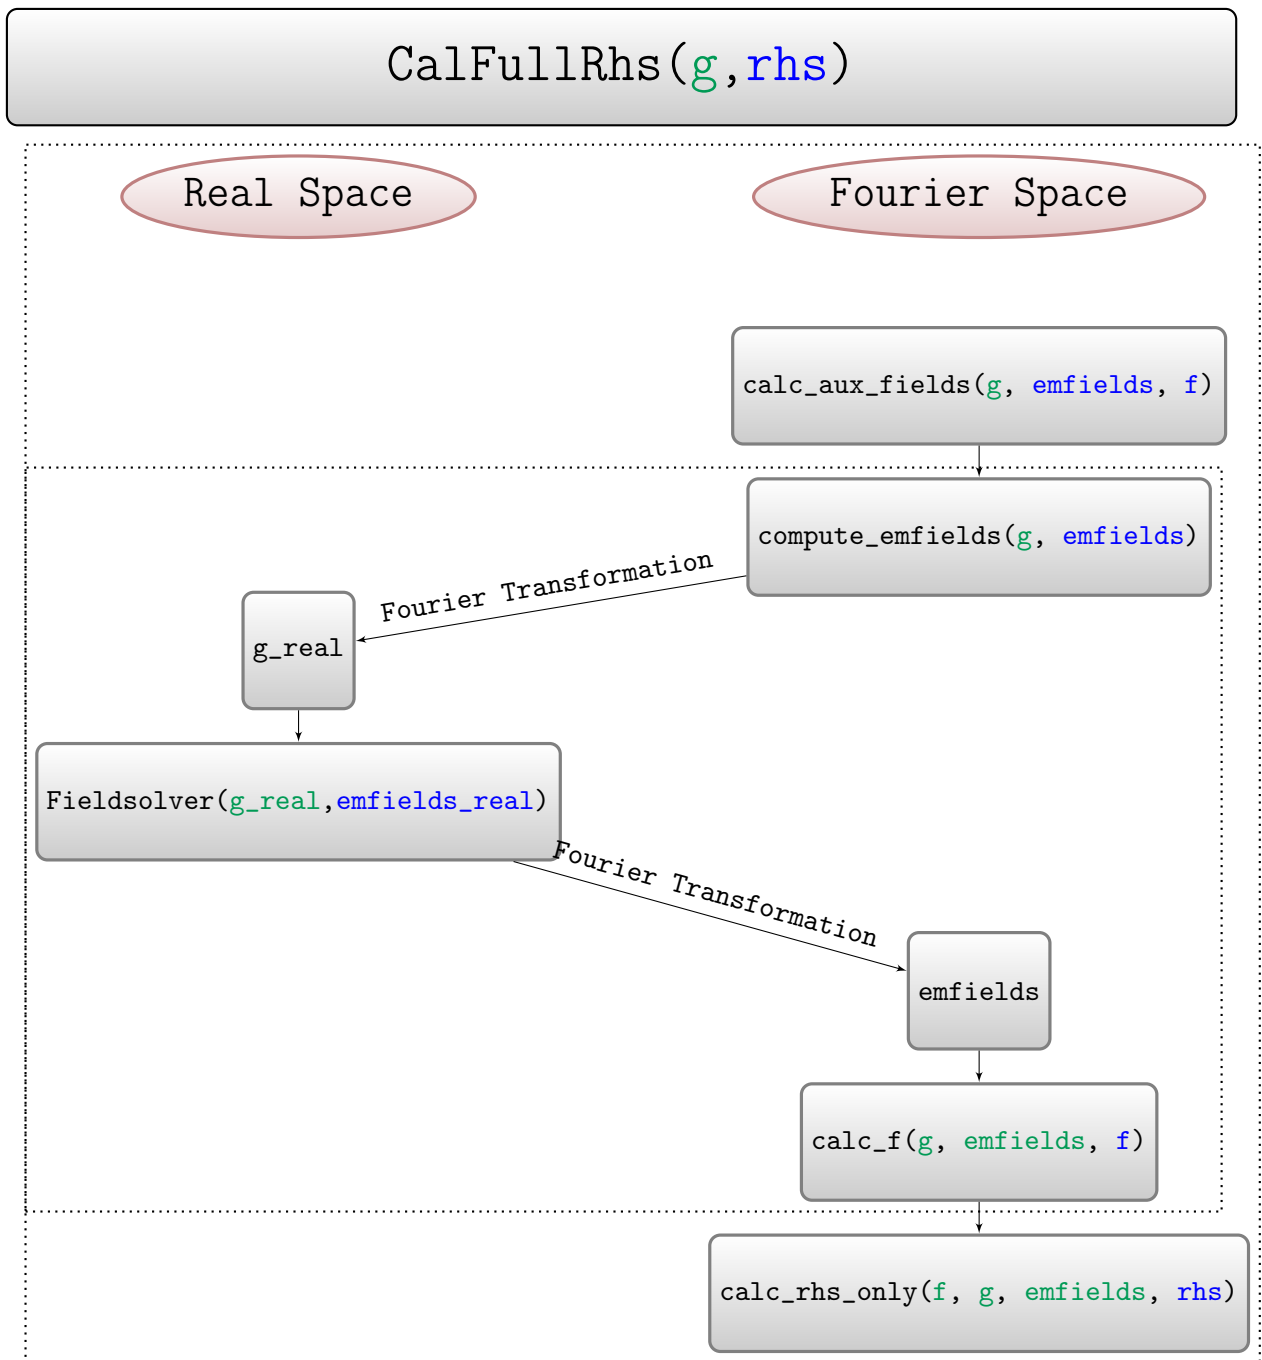 CalFullRhs(g,rhs)
Real Space
Fourier Space
calc_aux_fields(g, emfields, f)
compute_emfields(g, emfields)
Fourier Transformation
g_real
Fieldsolver(g_real,emfields_real)
Fourier Transformation
emfields
calc_f(g, emfields, f)
calc_rhs_only(f, g, emfields, rhs)